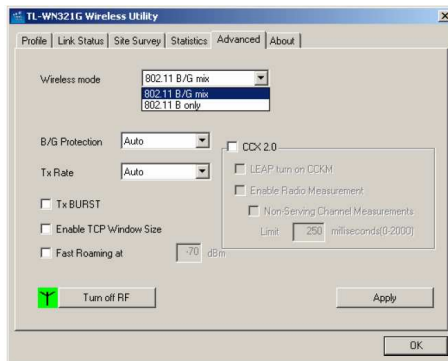 TL-WN321G Wireless Utility
Profile Link Status Site Survey Statistics Advanced About
Wireless mode 802.11 B/G mix
802.11 B/G mix
802.11 B only
B/G Protection Auto
CCX 2.0
Tx Rate Auto
LEAP turn on CCKM
Enable Radio Measurement
Tx BURST
Non-Serving Channel Measurements
Enable TCP Window Size
Limit 250 milliseconds(0-2000)
Fast Roaming at -70 dBm
Turn off RF
Apply
OK